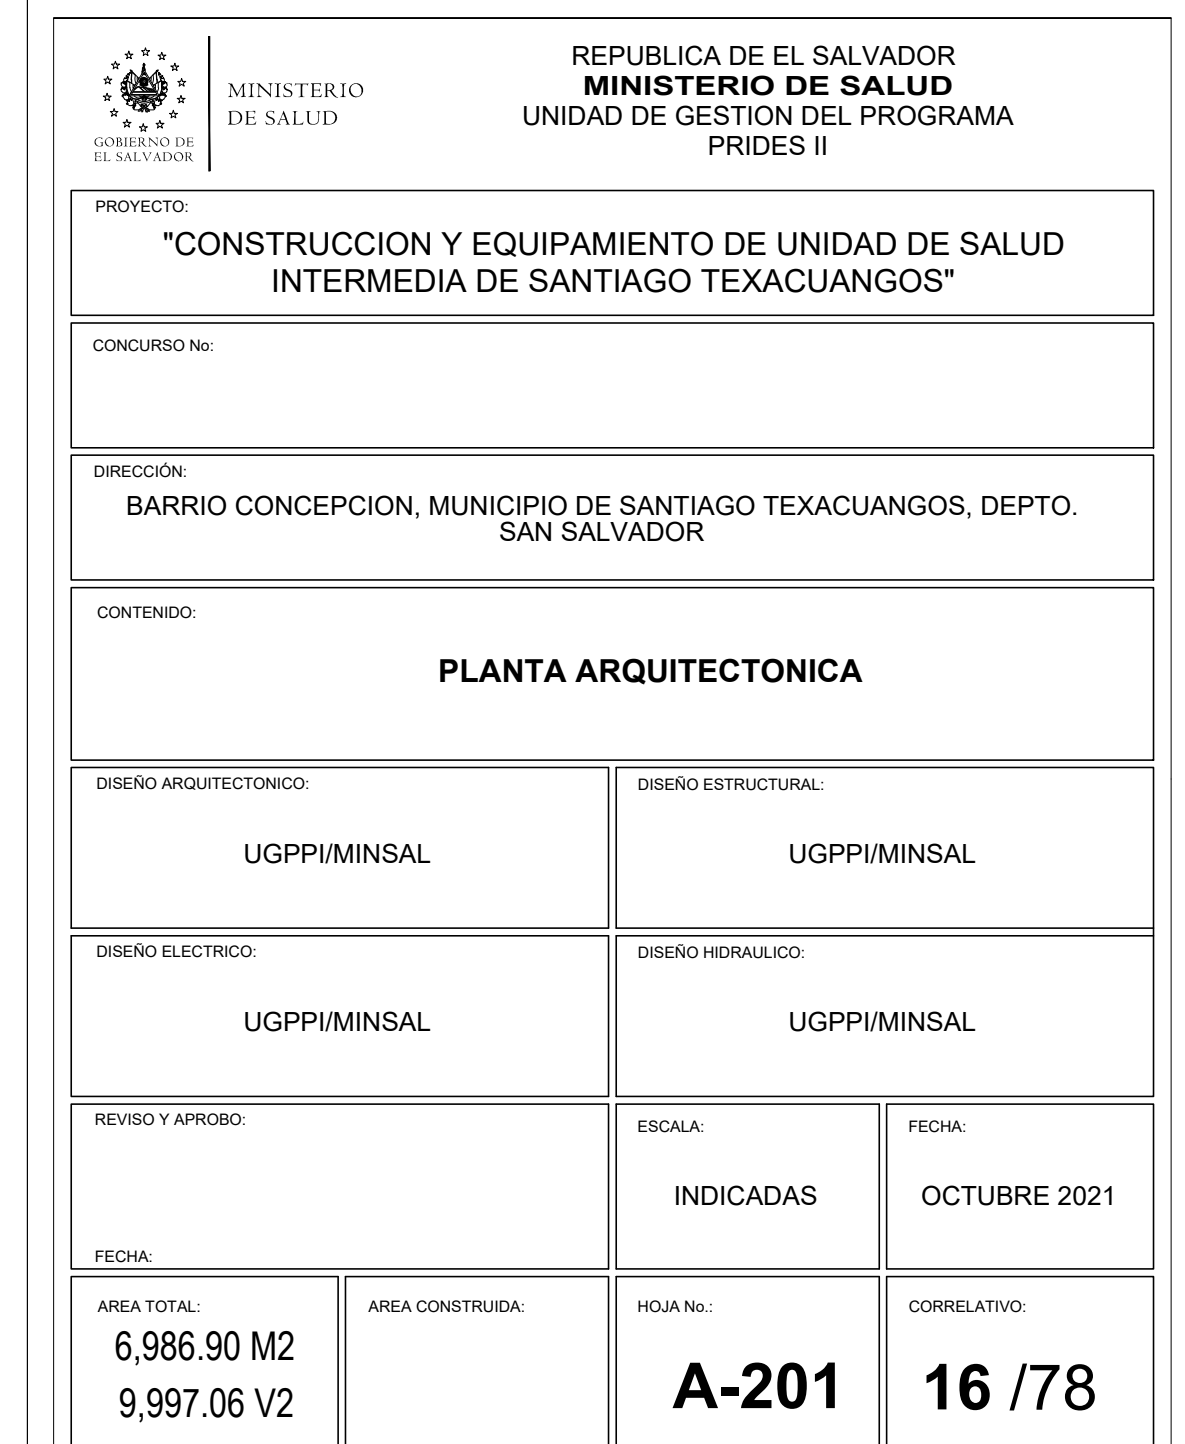 GOBIERNO DE
EL SALVADOR
MINISTERIO
DE SALUD
REPUBLICA DE EL SALVADOR
MINISTERIO DE SALUD
UNIDAD DE GESTION DEL PROGRAMA
PRIDES II
PROYECTO:
"CONSTRUCCION Y EQUIPAMIENTO DE UNIDAD DE SALUD
INTERMEDIA DE SANTIAGO TEXACUANGOS"
CONCURSO No:
DIRECCIÓN:
BARRIO CONCEPCION, MUNICIPIO DE SANTIAGO TEXACUANGOS, DEPTO.
SAN SALVADOR
CONTENIDO:
PLANTA ARQUITECTONICA
DISEÑO ARQUITECTONICO:
UGPPI/MINSAL
DISEÑO ESTRUCTURAL:
UGPPI/MINSAL
DISEÑO ELECTRICO:
UGPPI/MINSAL
DISEÑO HIDRAULICO:
UGPPI/MINSAL
REVISO Y APROBO:
FECHA:
ESCALA:
INDICADAS
FECHA:
OCTUBRE 2021
AREA TOTAL:
6,986.90 M2
9,997.06 V2
AREA CONSTRUIDA:
HOJA No.:
A-201
CORRELATIVO:
16 /78